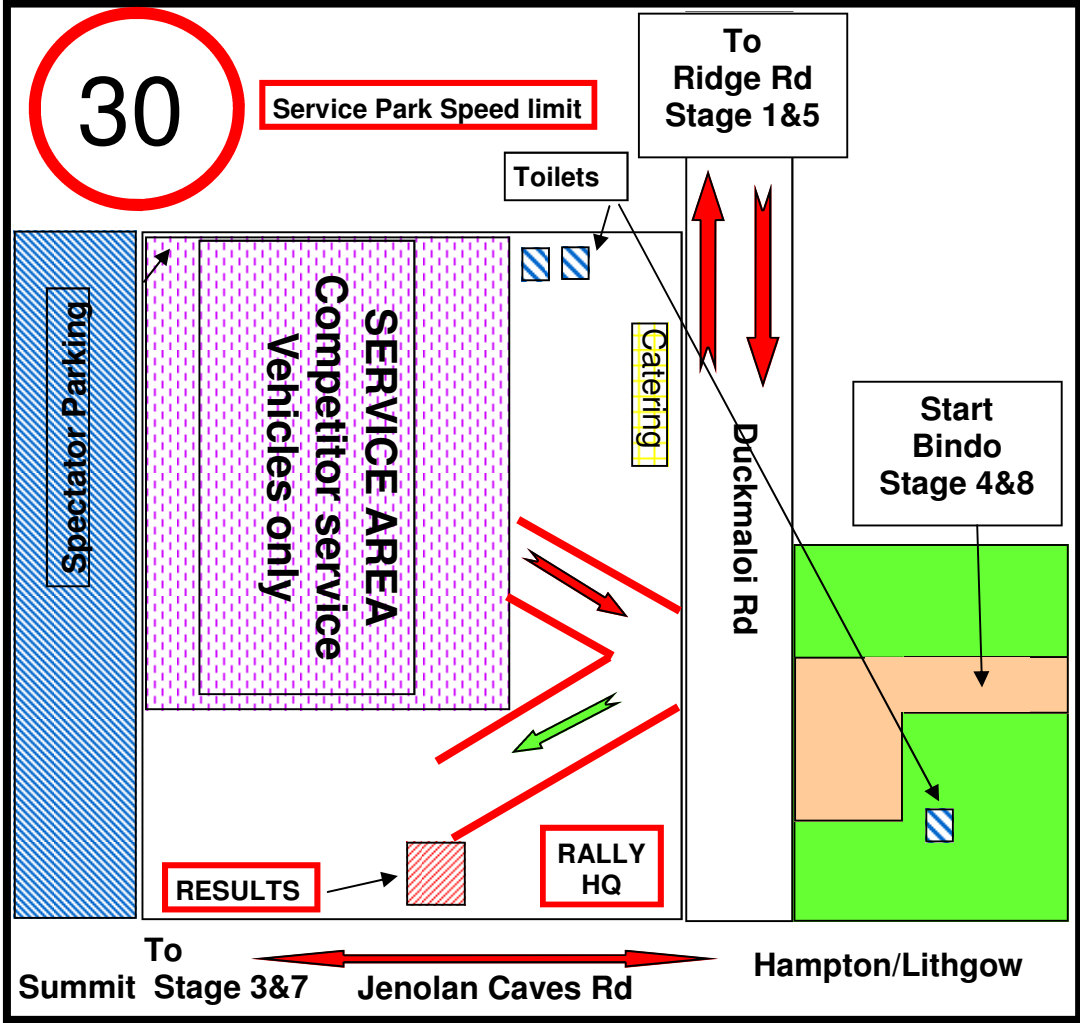 30
Service Park Speed limit
To
Ridge Rd
Stage 1&5
Toilets
Spectator Parking
SERVICE AREA
Competitor service
Vehicles only
Catering
Duckmaloi Rd
Start
Bindo
Stage 4&8
RESULTS
RALLY
HQ
To
Summit Stage 3&7
Jenolan Caves Rd
Hampton/Lithgow